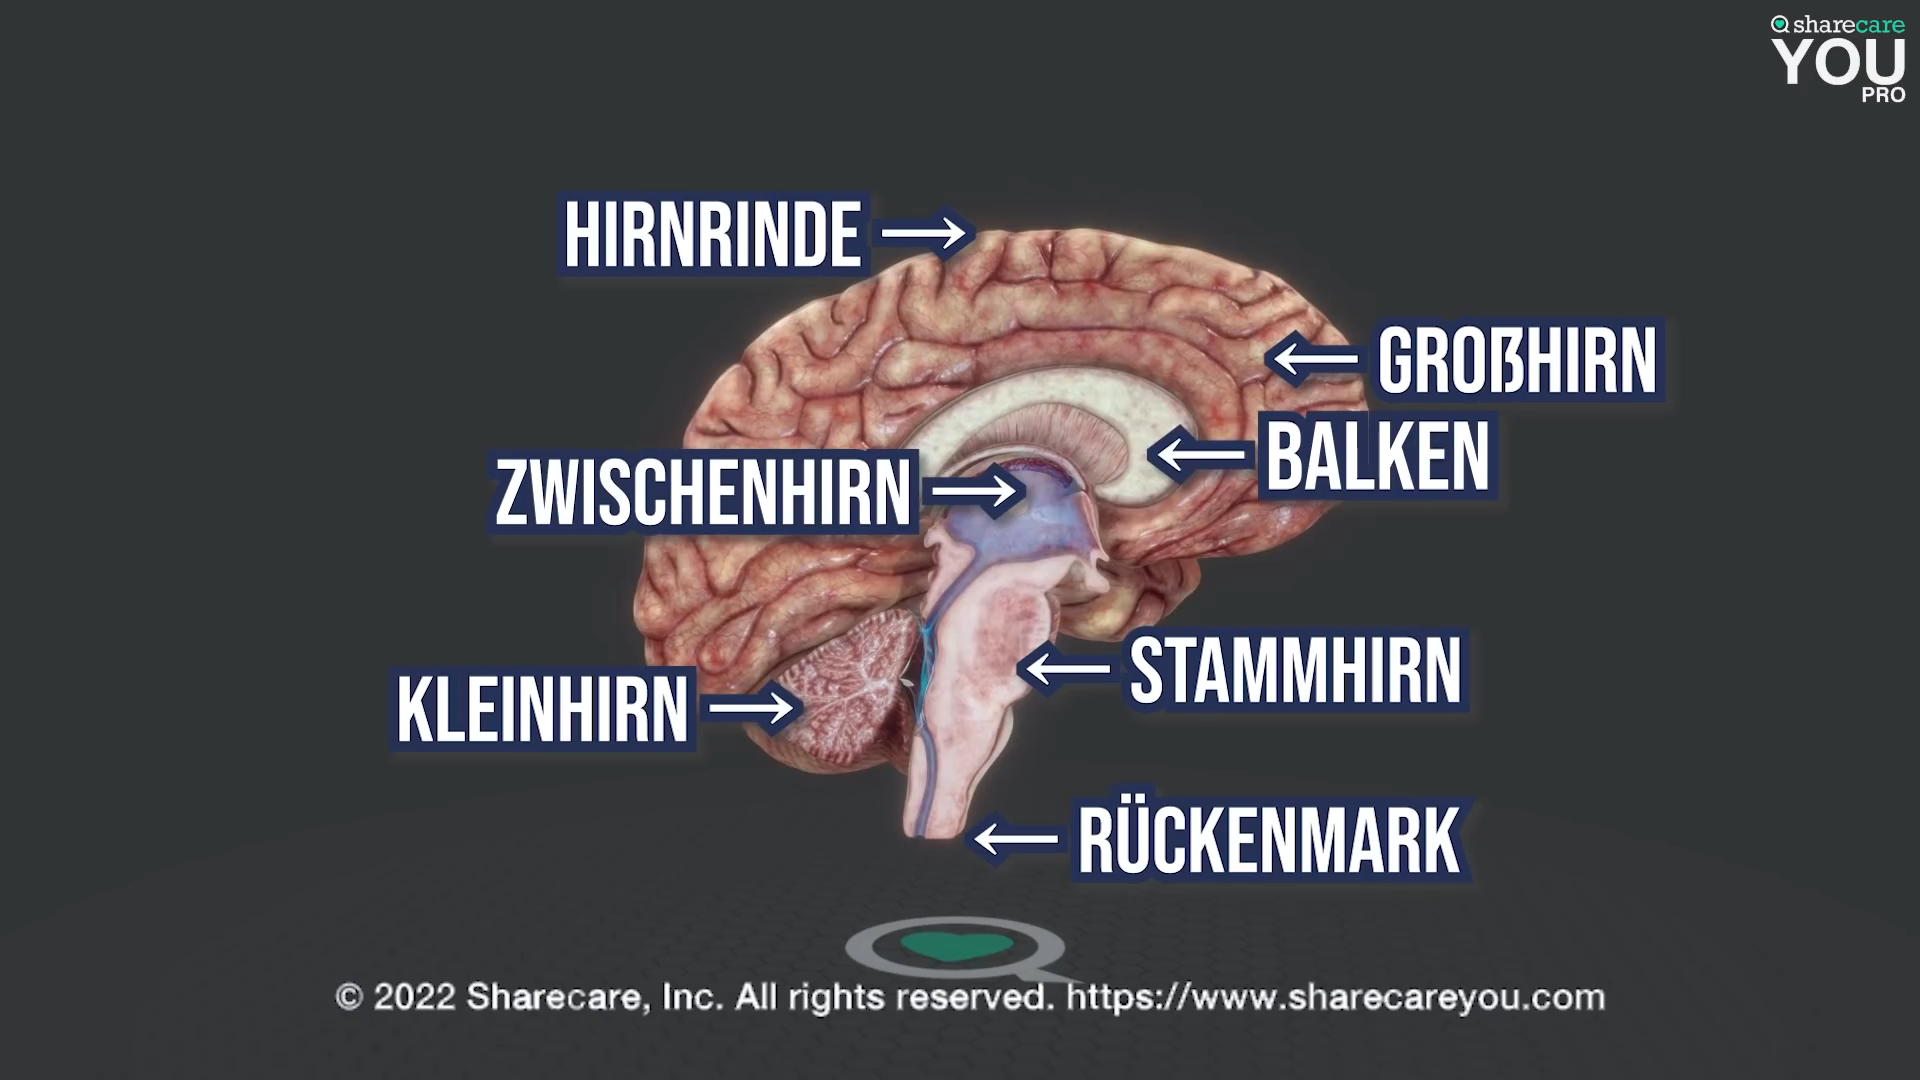 sharecare
YOU
PRO
HIRNRINDE
GROßHIRN
BALKEN
ZWISCHENHIRN
STAMMHIRN
KLEINHIRN
RÜCKENMARK
© 2022 Sharecare, Inc. All rights reserved. https://www.sharecareyou.com